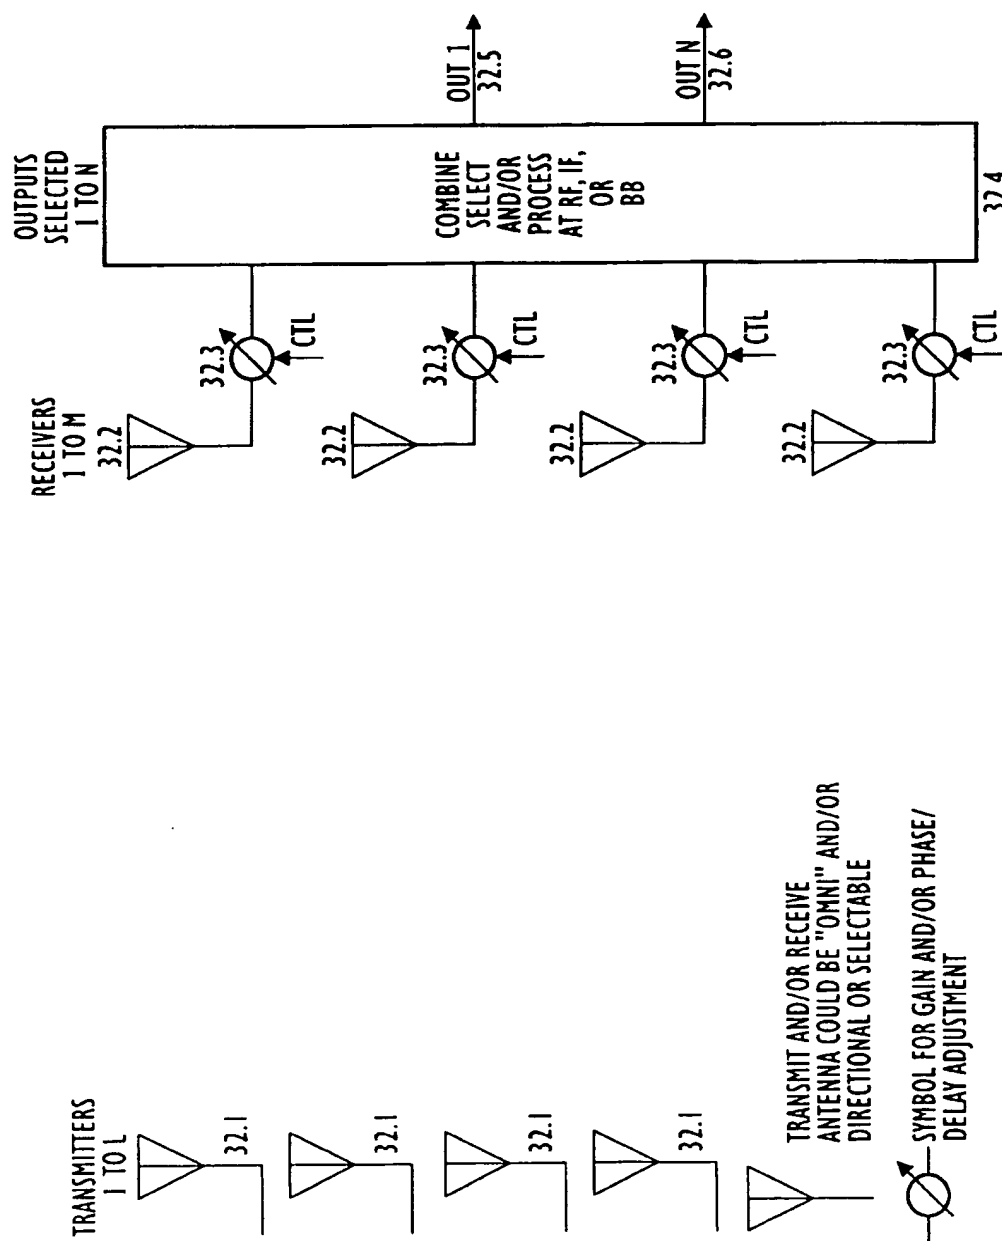 TRANSMITTERS
1 TO L
32.1
32.1
32.1
32.1
TRANSMIT AND/OR RECEIVE
ANTENNA COULD BE "OMNI" AND/OR
DIRECTIONAL OR SELECTABLE
SYMBOL FOR GAIN AND/OR PHASE/
DELAY ADJUSTMENT
RECEIVERS
1 TO M
32.2
32.3
CTL
32.2
32.3
CTL
32.2
32.3
CTL
32.2
32.3
CTL
OUTPUTS
SELECTED
1 TO N
COMBINE
SELECT
AND/OR
PROCESS
AT RF, IF,
OR
BB
32.4
OUT 1
32.5
OUT N
32.6